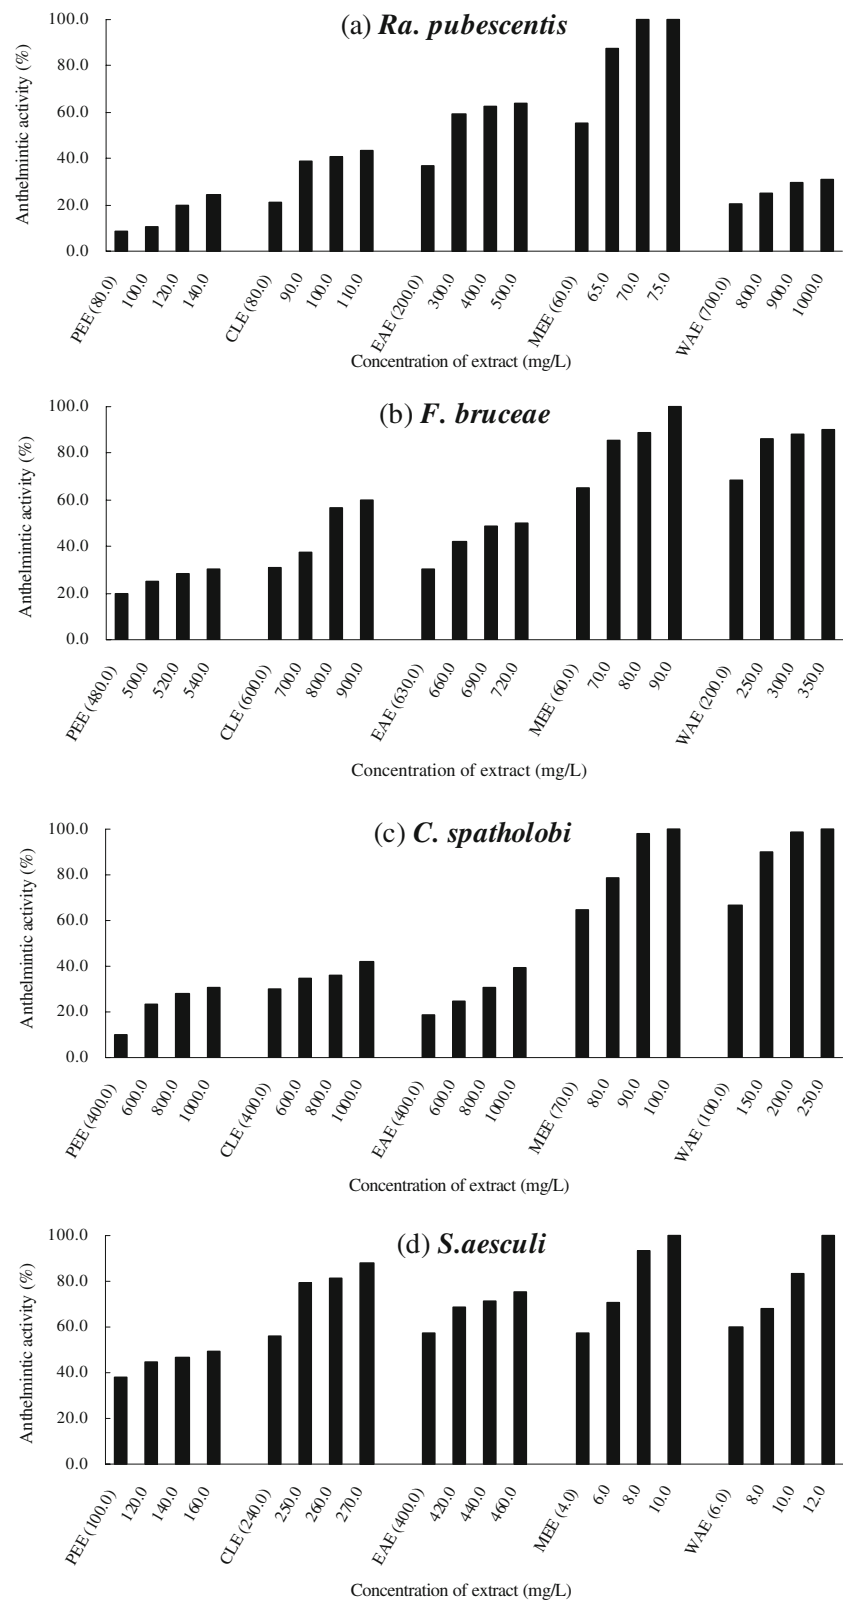 (a) Ra. pubescentis
Anthelmintic activity (%)
100.0
80.0
60.0
40.0
20.0
0.0
PEE (80.0) 100.0 120.0 140.0 CLE (80.0) 90.0 100.0 110.0 EAE (200.0) 300.0 400.0 500.0 MEE (60.0) 65.0 70.0 75.0 WAE (700.0) 800.0 900.0 1000.0
Concentration of extract (mg/L)
(b) F. bruceae
Anthelmintic activity (%)
100.0
80.0
60.0
40.0
20.0
0.0
PEE (480.0) 500.0 520.0 540.0 CLE (600.0) 700.0 800.0 900.0 EAE (630.0) 660.0 690.0 720.0 MEE (60.0) 70.0 80.0 90.0 WAE (200.0) 250.0 300.0 350.0
Concentration of extract (mg/L)
(c) C. spatholobi
Anthelmintic activity (%)
100.0
80.0
60.0
40.0
20.0
0.0
PEE (400.0) 600.0 800.0 1000.0 CLE (400.0) 600.0 800.0 1000.0 EAE (400.0) 600.0 800.0 1000.0 MEE (70.0) 80.0 90.0 100.0 WAE (100.0) 150.0 200.0 250.0
Concentration of extract (mg/L)
(d) S.aesculi
Anthelmintic activity (%)
100.0
80.0
60.0
40.0
20.0
0.0
PEE (100.0) 120.0 140.0 160.0 CLE (240.0) 250.0 260.0 270.0 EAE (400.0) 420.0 440.0 460.0 MEE (4.0) 6.0 8.0 10.0 WAE (6.0) 8.0 10.0 12.0
Concentration of extract (mg/L)